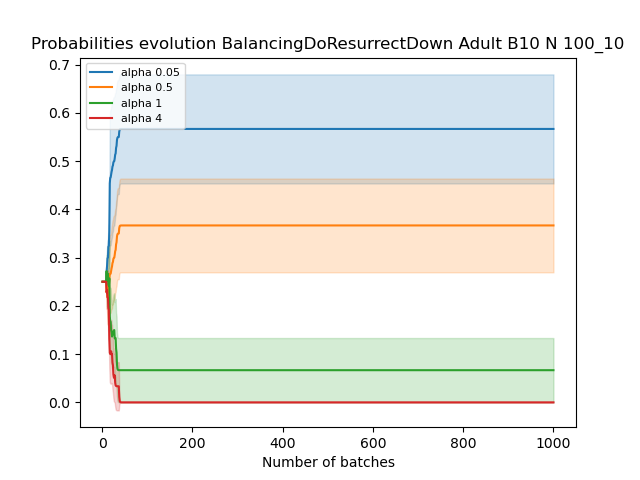 Probabilities evolution BalancingDoResurrectDown Adult B10 N 100_10
alpha 0.05
alpha 0.5
alpha 1
alpha 4
0.7
0.6
0.5
0.4
0.3
0.2
0.1
0.0
0 200 400 600 800 1000
Number of batches